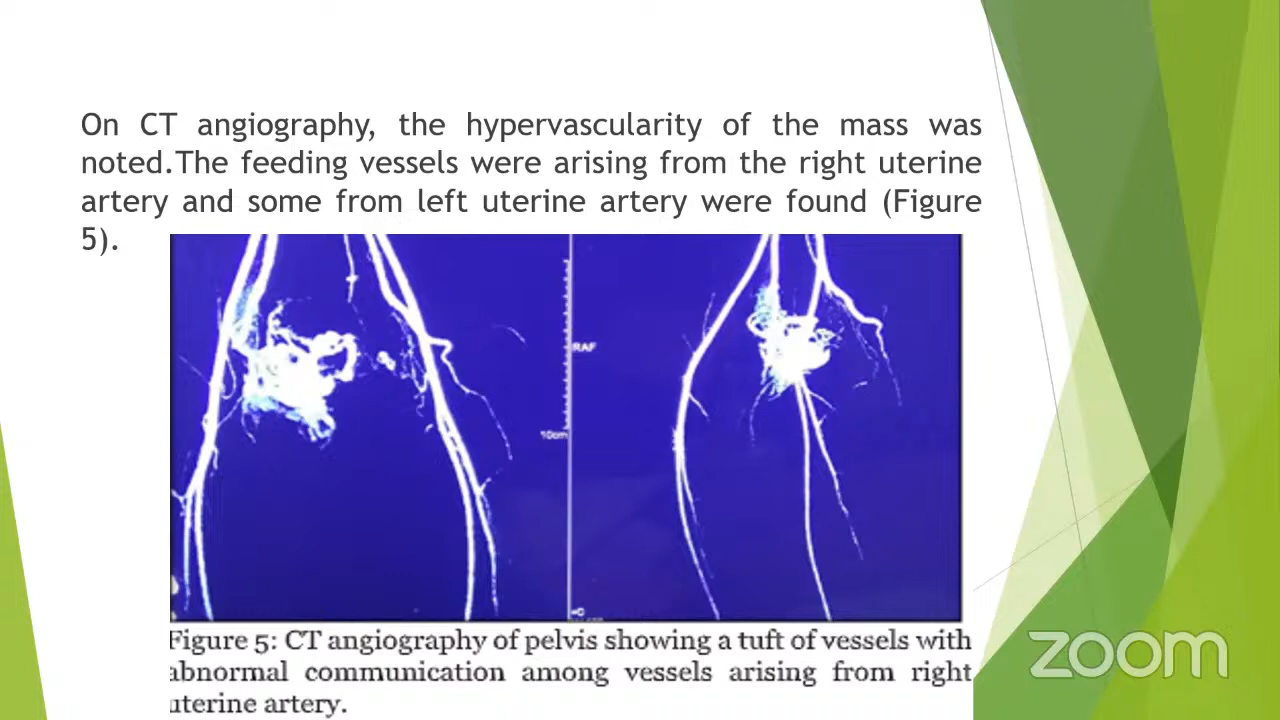 On CT angiography, the hypervascularity of the mass was
noted.The feeding vessels were arising from the right uterine
artery and some from left uterine artery were found (Figure
5).
RAF
10cm
Figure 5: CT angiography of pelvis showing a tuft of vessels with
abnormal communication among vessels arising from right
uterine artery.
zoom